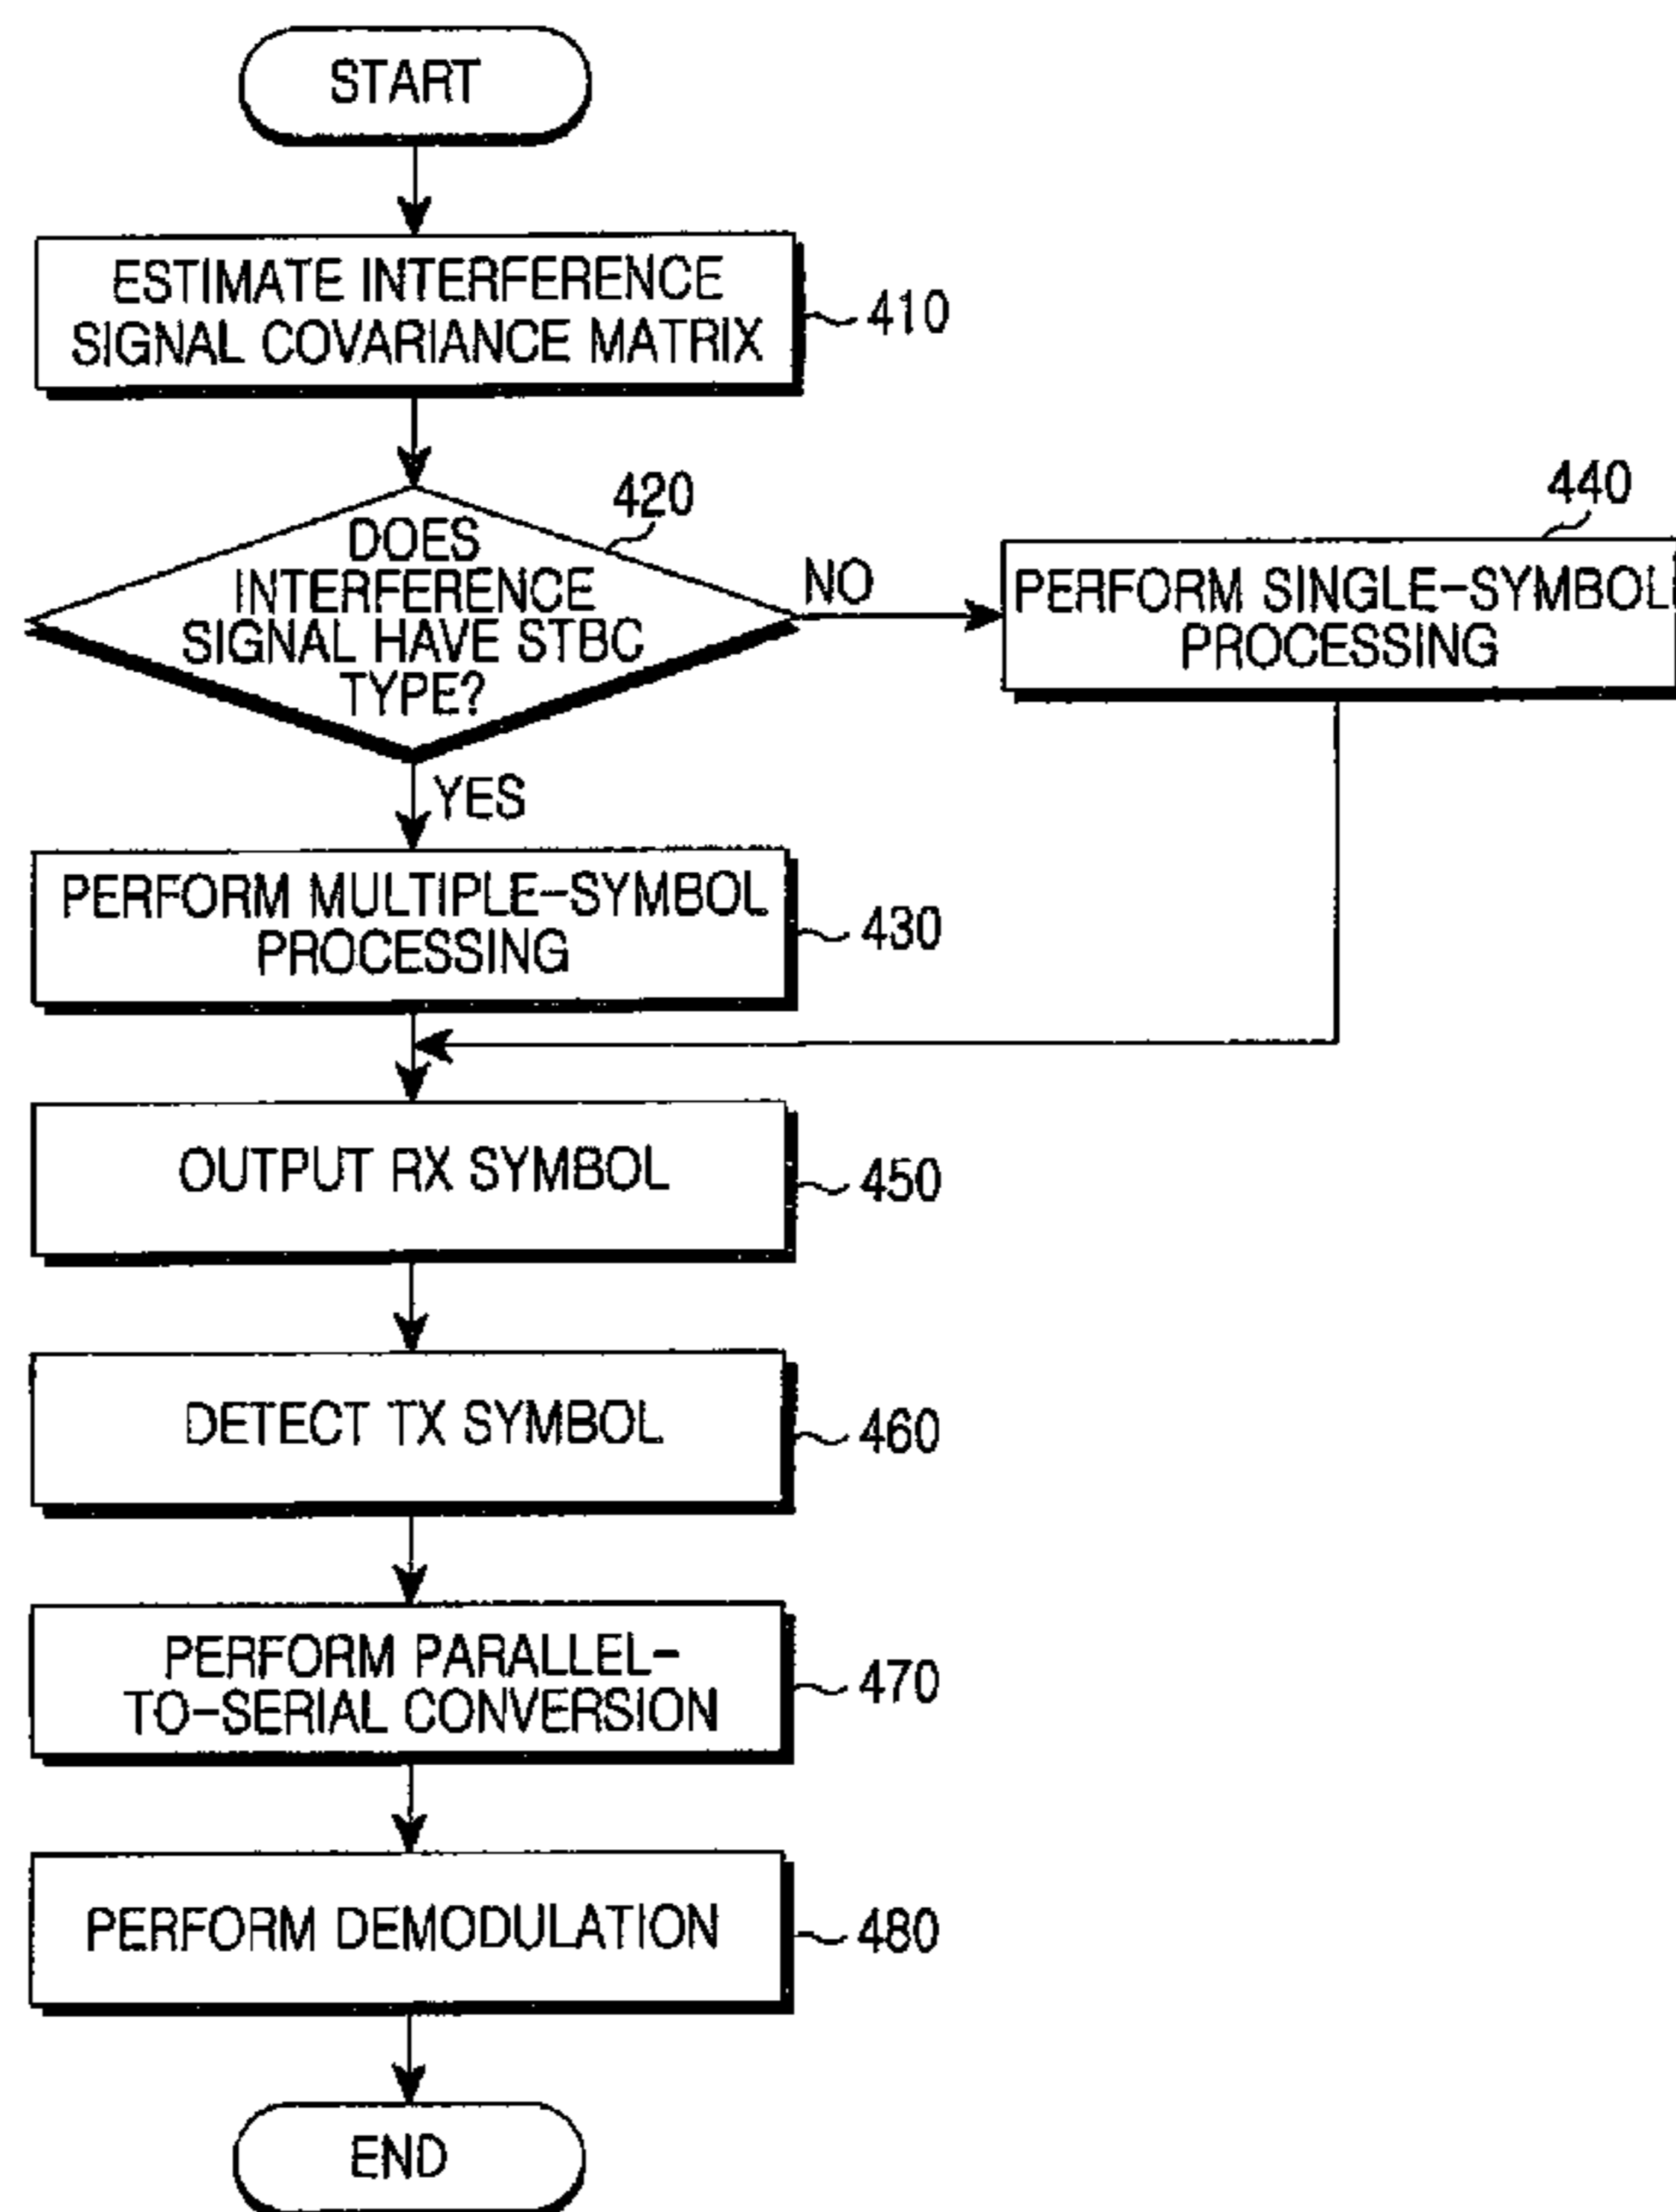 START
ESTIMATE INTERFERENCE
SIGNAL COVARIANCE MATRIX
410
420
DOES
INTERFERENCE
SIGNAL HAVE STBC
TYPE?
NO
440
PERFORM SINGLE-SYMBOL
PROCESSING
YES
PERFORM MULTIPLE-SYMBOL
PROCESSING
430
OUTPUT RX SYMBOL
450
DETECT TX SYMBOL
460
PERFORM PARALLEL-
TO-SERIAL CONVERSION
470
PERFORM DEMODULATION
480
END